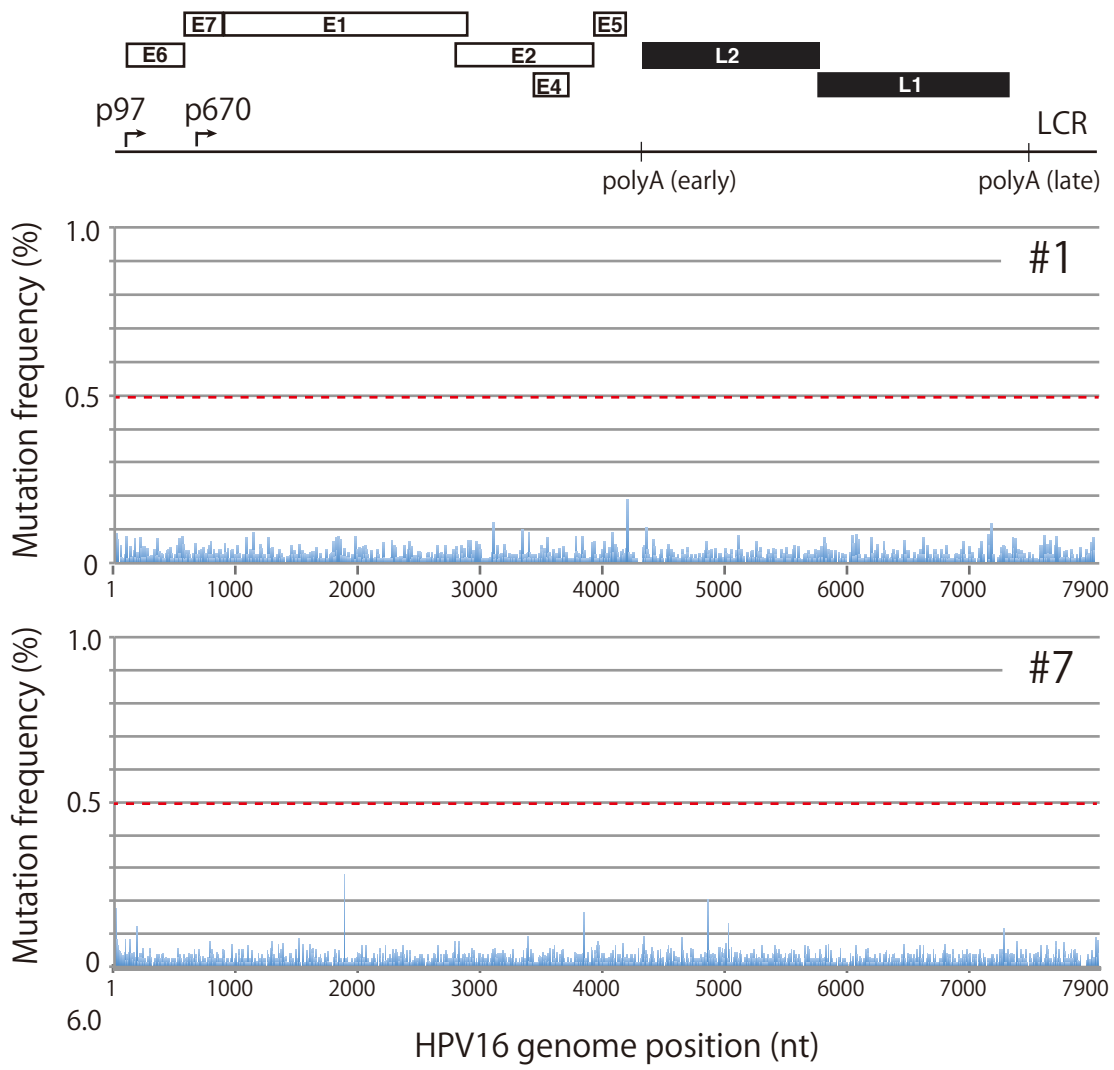 E7 E1 E5
E6 E2 L2
E4 L1
p97 p670 LCR
polyA (early) polyA (late)
Mutation frequency (%)
1.0
0.5
0
#1
1 1000 2000 3000 4000 5000 6000 7000 7900
Mutation frequency (%)
1.0
0.5
0
#7
1 1000 2000 3000 4000 5000 6000 7000 7900
6.0
HPV16 genome position (nt)